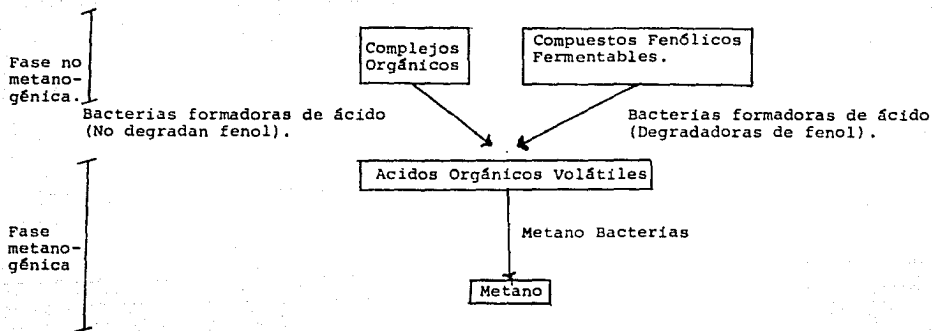 Complejos
Orgánicos
Compuestos Fenólicos
Fermentables.
Fase no
metano-
génica.
Bacterias formadoras de ácido
(No degradan fenol).
Bacterias formadoras de ácido
(Degradadoras de fenol).
Acidos Orgánicos Volátiles
Fase
metano-
génica
Metano Bacterias
Metano